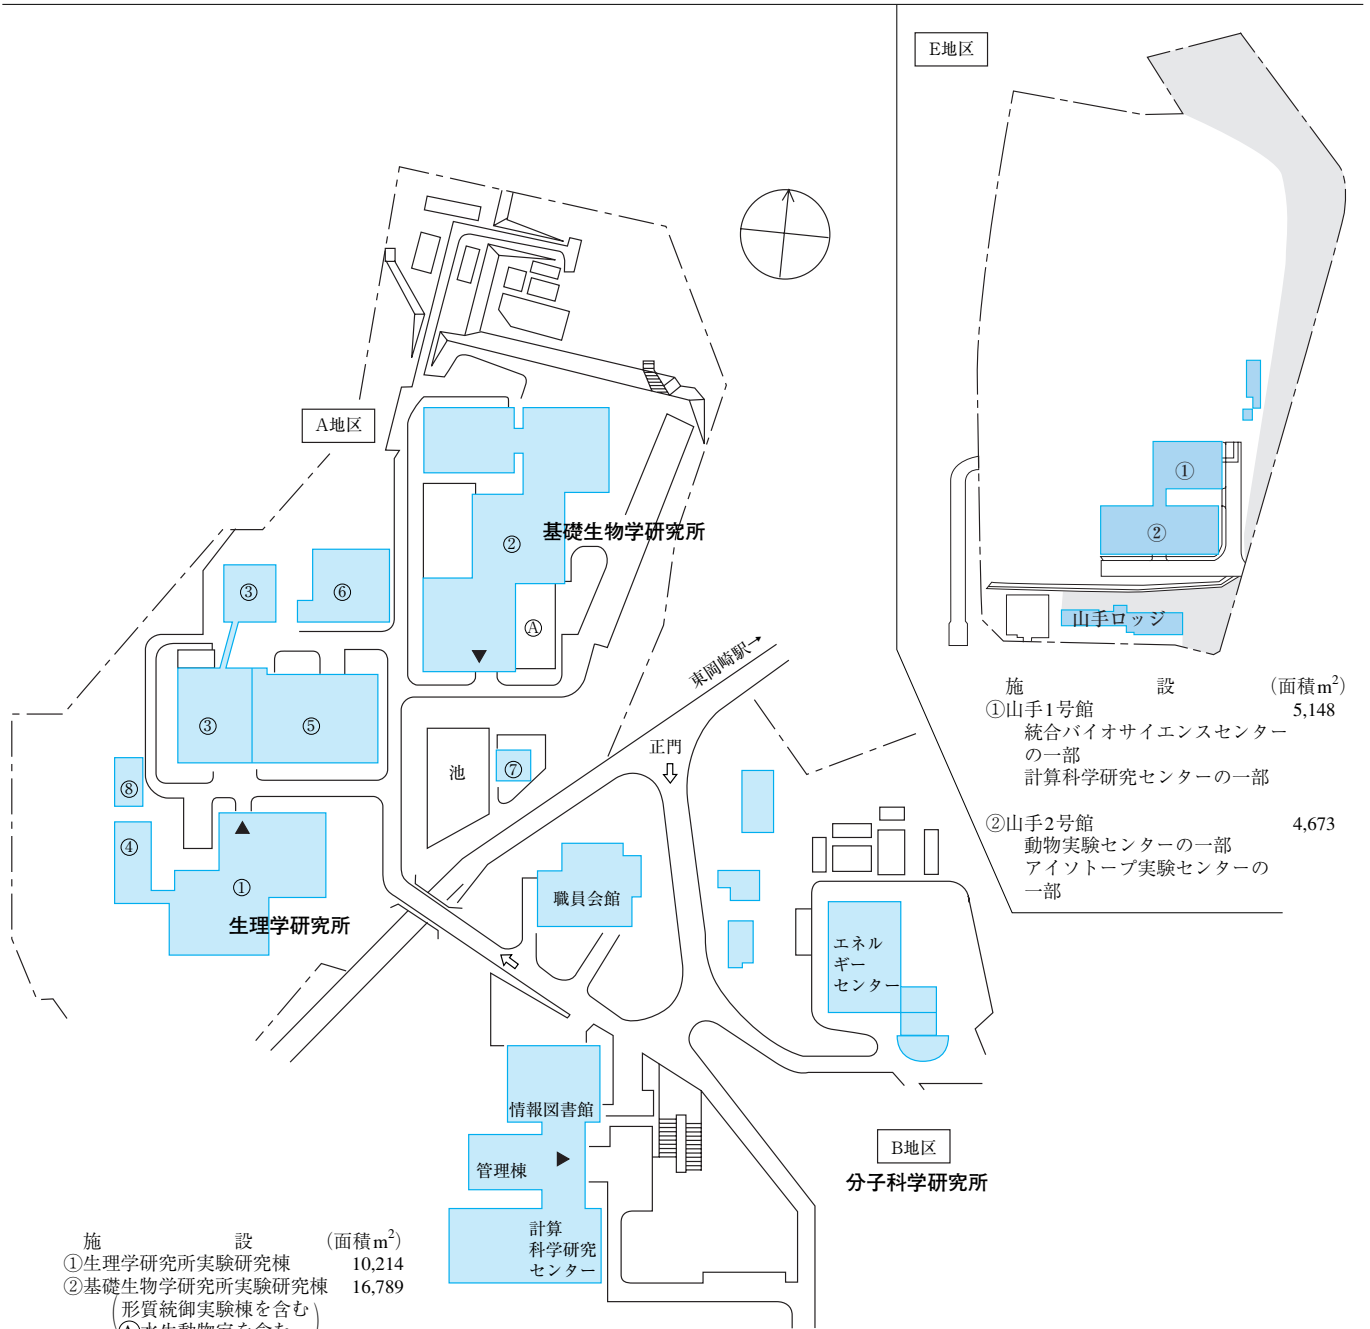 E地区
A地区
①
②
基礎生物学研究所
②
③
⑥
Ⓐ
山手ロッジ
東岡崎駅→
施 設 (面積m²)
①山手1号館 5,148
統合バイオサイエンスセンター
の一部
計算科学研究センターの一部
②山手2号館 4,673
動物実験センターの一部
アイソトープ実験センターの
一部
③
⑤
正門
池
⑦
⑧
④
①
生理学研究所
職員会館
エネル
ギー
センター
情報図書館
管理棟
計算
科学研究
センター
B地区
分子科学研究所
施 設 (面積m²)
①生理学研究所実験研究棟 10,214
②基礎生物学研究所実験研究棟 16,789
(形質統御実験棟を含む
Ⓐ水生動物室を含む)